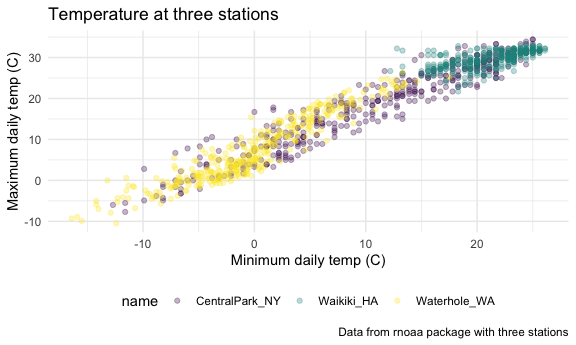 Temperature at three stations
Maximum daily temp (C)
30
20
10
0
-10
-10 0 10 20
Minimum daily temp (C)
name CentralPark_NY Waikiki_HA Waterhole_WA
Data from rnoaa package with three stations